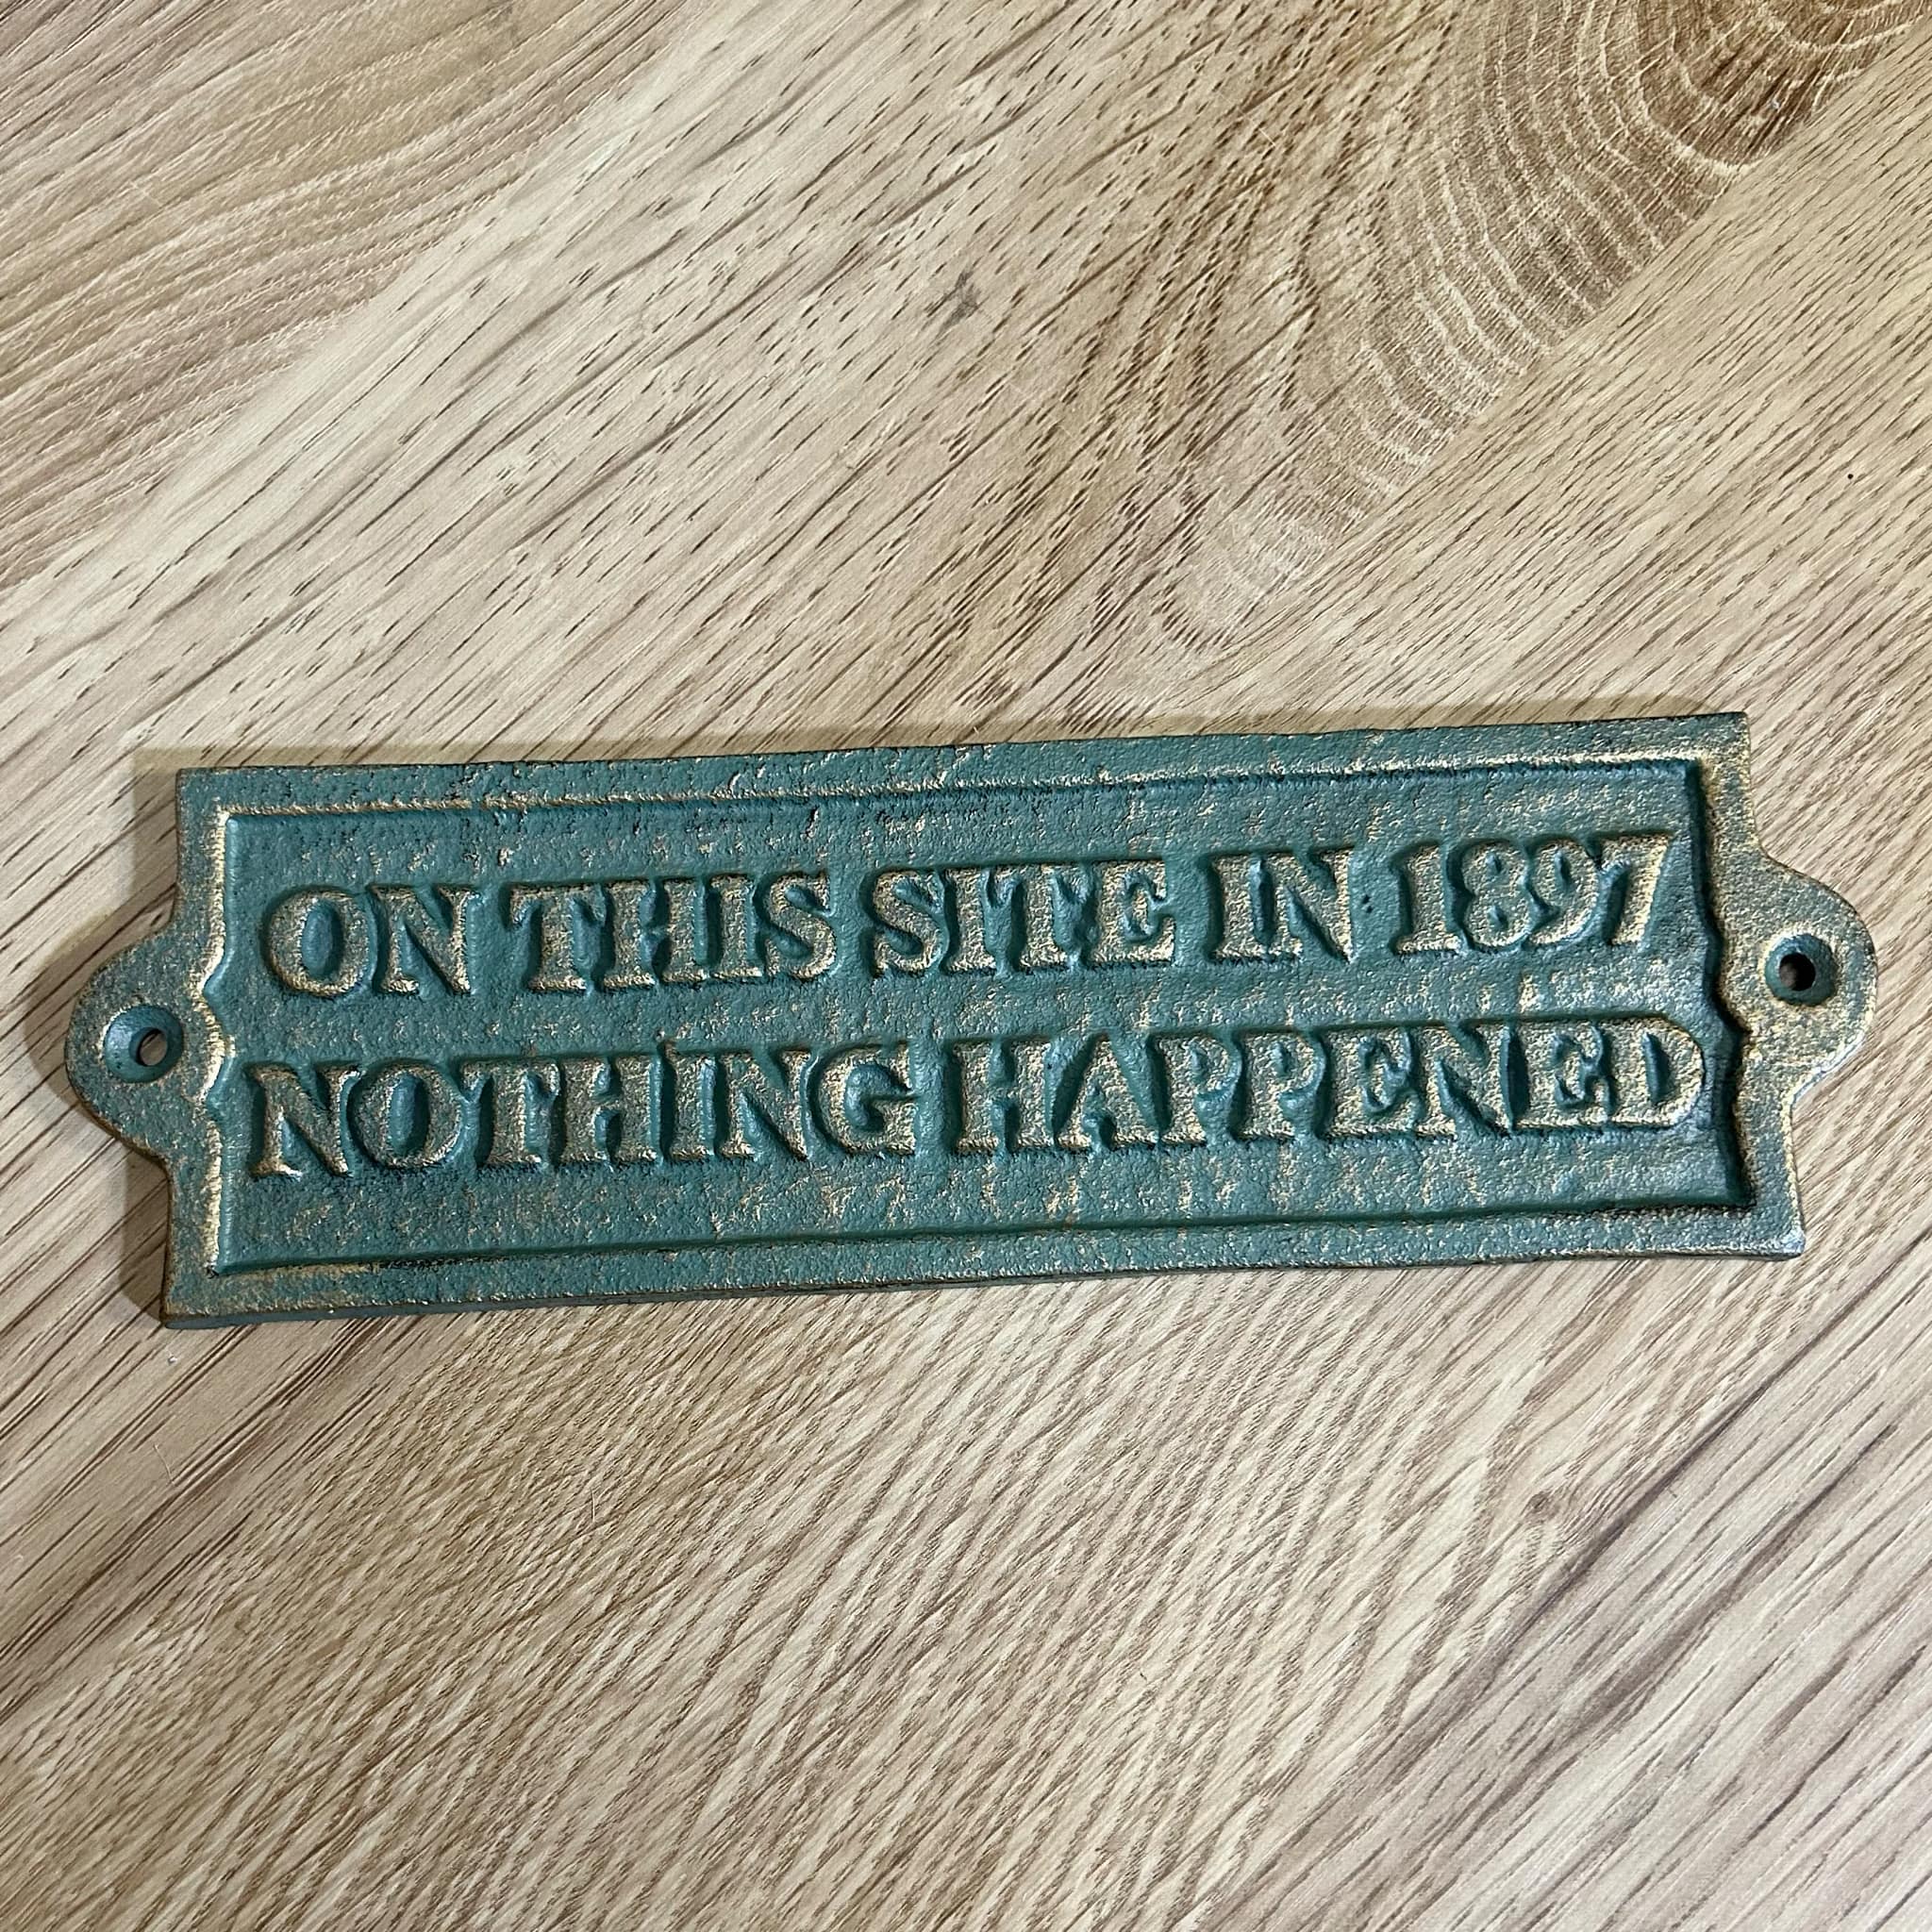 ON THIS SITE IN 1897
NOTHING HAPPENED